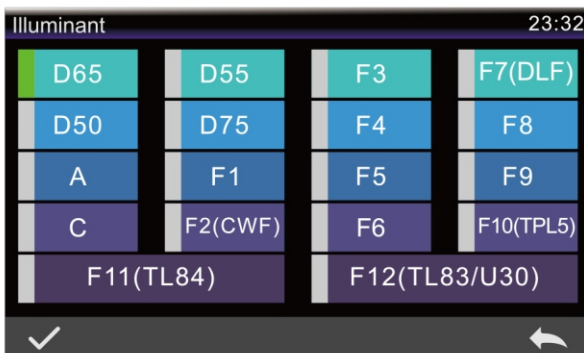 Illuminant 23:32
D65 D55 F3 F7(DLF)
D50 D75 F4 F8
A F1 F5 F9
C F2(CWF) F6 F10(TPL5)
F11(TL84) F12(TL83/U30)